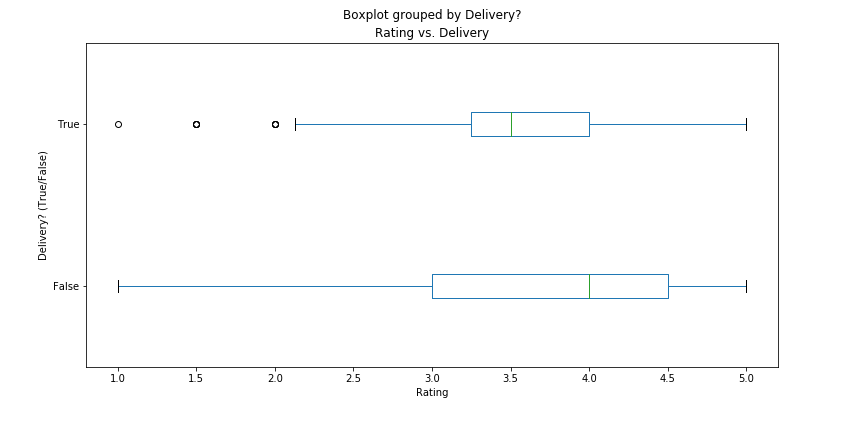 Boxplot grouped by Delivery?
Rating vs. Delivery
True
Delivery? (True/False)
False
1.0 1.5 2.0 2.5 3.0 3.5 4.0 4.5 5.0
Rating